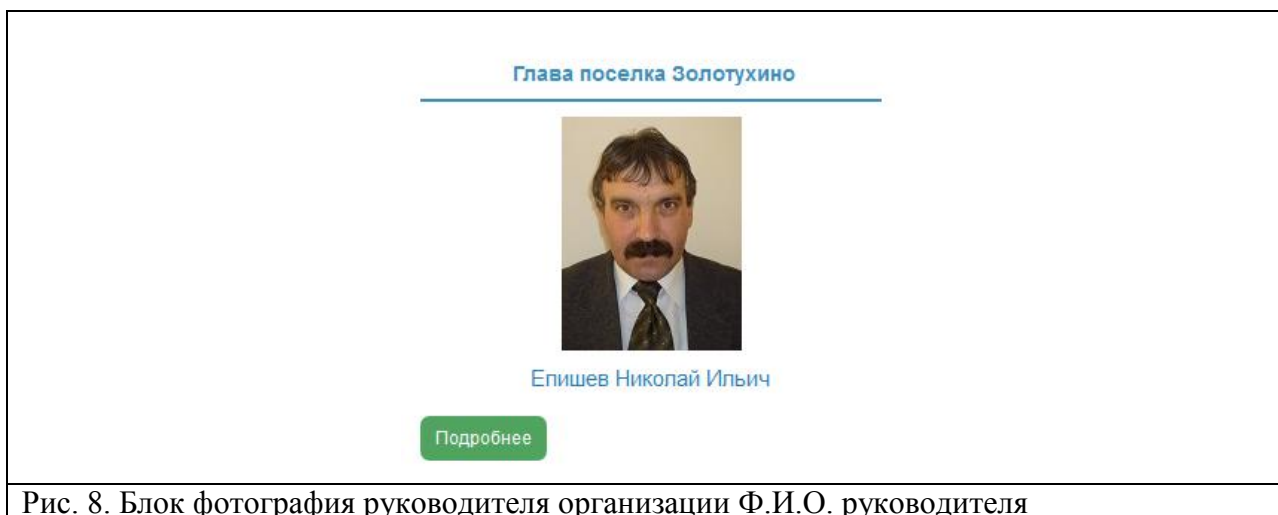 Глава поселка Золотухино
Епишев Николай Ильич
Подробнее
Рис. 8. Блок фотография руководителя организации Ф.И.О. руководителя